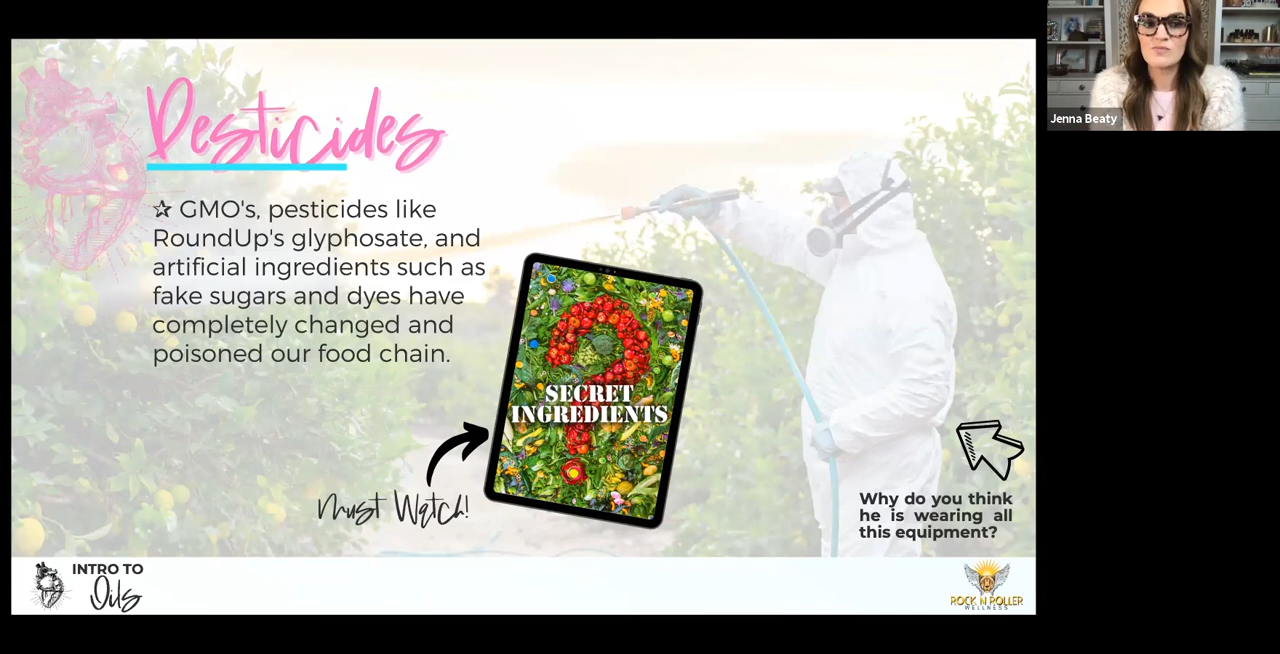 Jenna Beaty
Pesticides
✰ GMO's, pesticides like
RoundUp's glyphosate, and
artificial ingredients such as
fake sugars and dyes have
completely changed and
poisoned our food chain.
SECRET
INGREDIENTS
Must Watch!
Why do you think
he is wearing all
this equipment?
INTRO TO
Oils
ROCK N ROLLER
WELLNESS